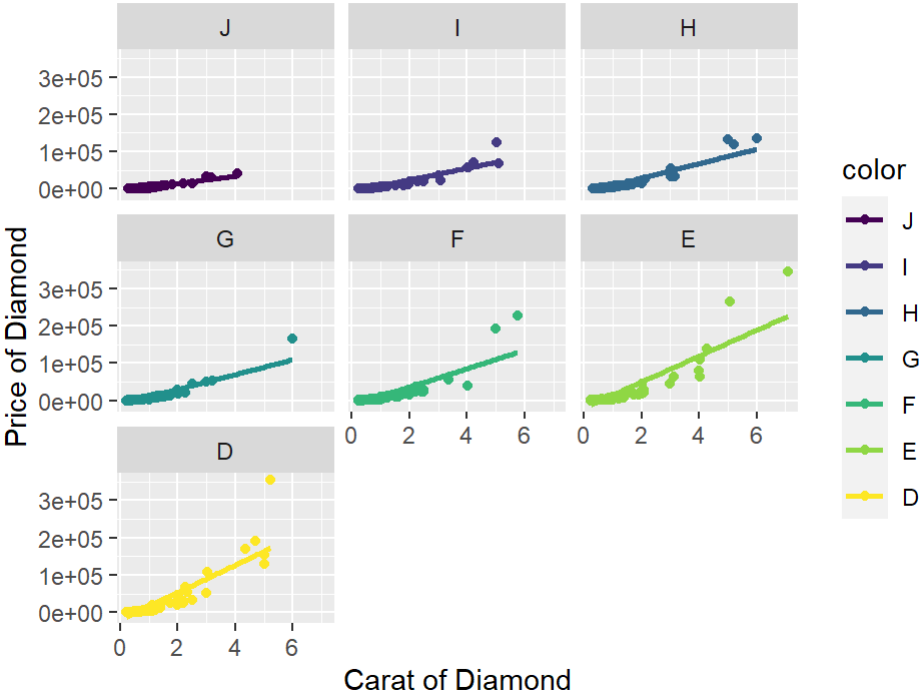 J I H
3e+05
2e+05
1e+05
0e+00
G F E
3e+05
2e+05
1e+05
0e+00
0 2 4 6 0 2 4 6
D
3e+05
2e+05
1e+05
0e+00
0 2 4 6
Carat of Diamond
Price of Diamond
color
J
I
H
G
F
E
D